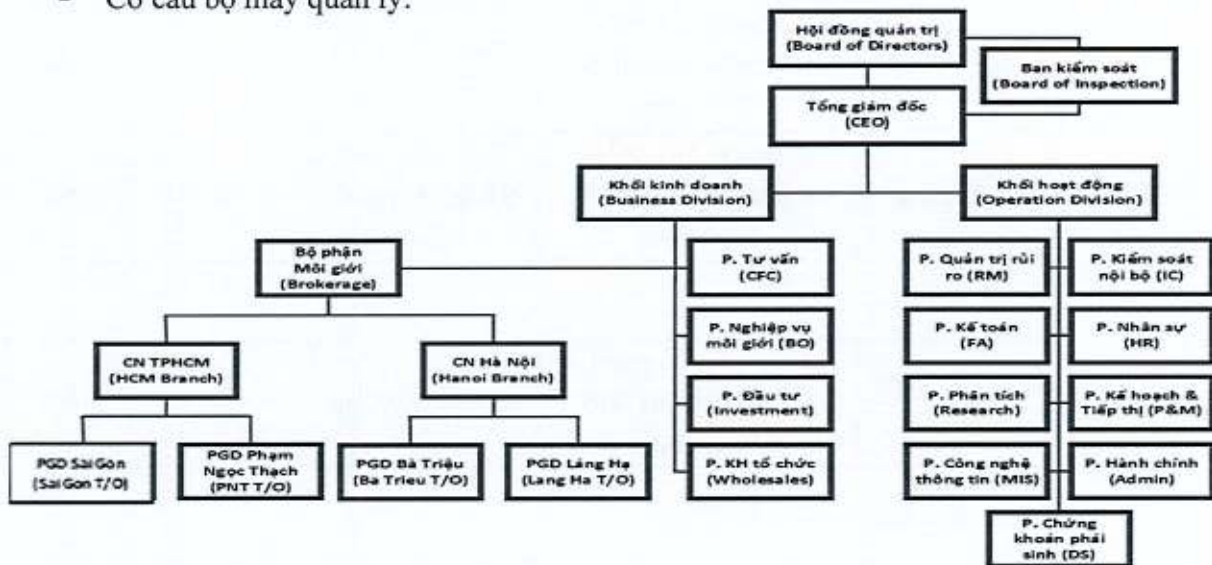 - Cơ cấu bộ máy quản lý:
Hội đồng quản trị
(Board of Directors)
Ban kiểm soát
(Board of Inspection)
Tổng giám đốc
(CEO)
Khối kinh doanh
(Business Division)
Khối hoạt động
(Operation Division)
Bộ phận
Môi giới
(Brokerage)
P. Tư vấn
(CFC)
P. Quản trị rủi
ro (RM)
P. Kiểm soát
nội bộ (IC)
CN TPHCM
(HCM Branch)
CN Hà Nội
(Hanoi Branch)
P. Nghiệp vụ
môi giới (BO)
P. Kế toán
(FA)
P. Nhân sự
(HR)
P. Đầu tư
(Investment)
P. Phân tích
(Research)
P. Kế hoạch &
Tiếp thị (P&M)
PGD SàiGòn
(SaiGon T/O)
PGD Phạm
Ngọc Thạch
(PNT T/O)
PGD Bà Triệu
(Ba Trieu T/O)
PGD Láng Hạ
(Lang Ha T/O)
P. KH tổ chức
(Wholesales)
P. Công nghệ
thông tin (MIS)
P. Hành chính
(Admin)
P. Chứng
khoán phái
sinh (DS)